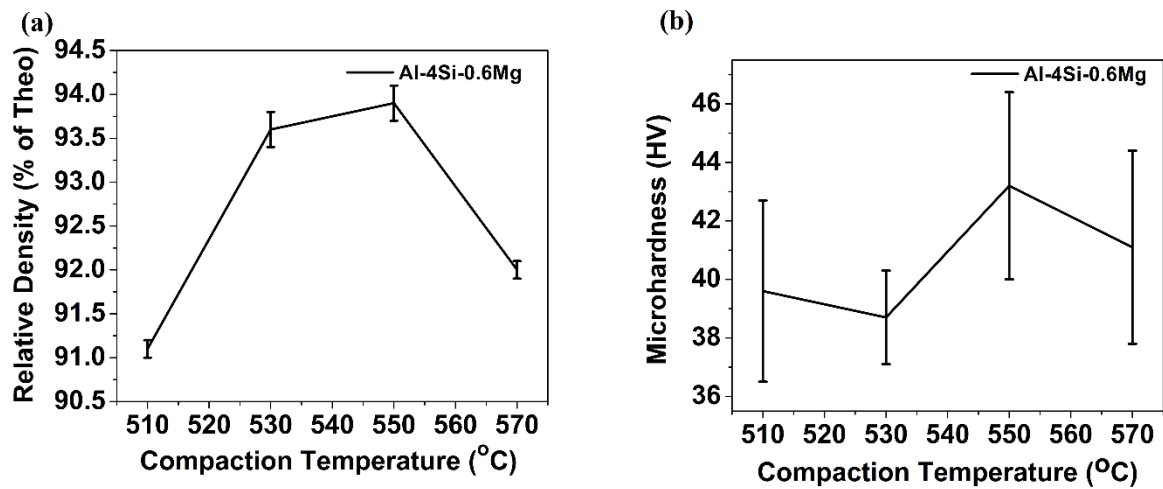 (a)
Relative Density (% of Theo)
94.5
94.0
93.5
93.0
92.5
92.0
91.5
91.0
90.5
Al-4Si-0.6Mg
510 520 530 540 550 560 570
Compaction Temperature (°C)
(b)
Microhardness (HV)
46
44
42
40
38
36
Al-4Si-0.6Mg
510 520 530 540 550 560 570
Compaction Temperature (°C)